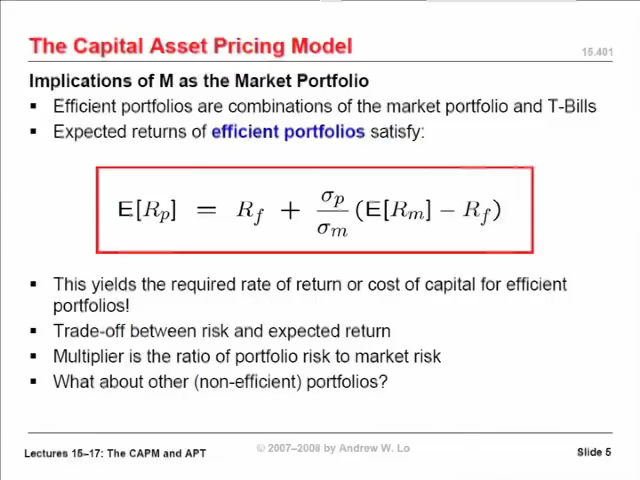 The Capital Asset Pricing Model
15.401
Implications of M as the Market Portfolio
▪ Efficient portfolios are combinations of the market portfolio and T-Bills
▪ Expected returns of efficient portfolios satisfy:
E[R_p] = R_f + σ_p/σ_m (E[R_m] − R_f)
▪ This yields the required rate of return or cost of capital for efficient
portfolios!
▪ Trade-off between risk and expected return
▪ Multiplier is the ratio of portfolio risk to market risk
▪ What about other (non-efficient) portfolios?
Lectures 15–17: The CAPM and APT
© 2007–2008 by Andrew W. Lo
Slide 5